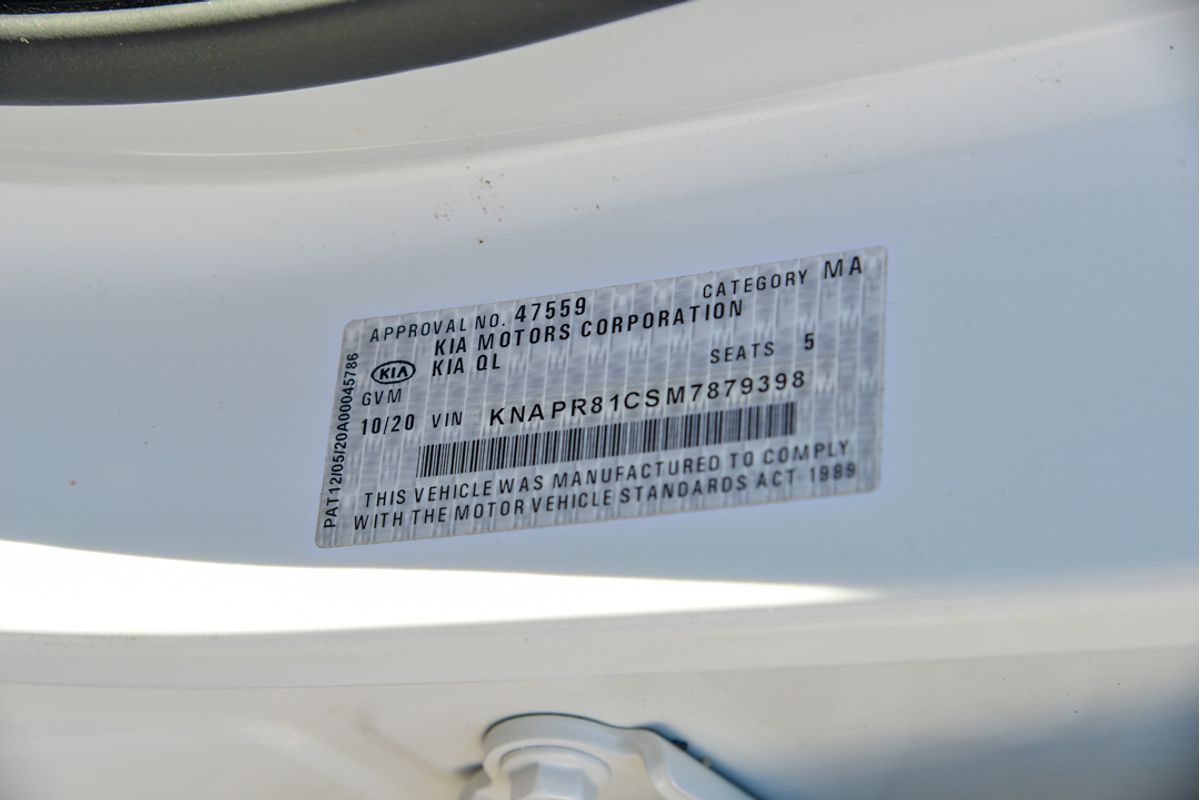 APPROVAL NO. 47559 CATEGORY MA
KIA MOTORS CORPORATION
KIA KIA QL SEATS 5
GVM
10/20 VIN KNAPR81CSM7879398
THIS VEHICLE WAS MANUFACTURED TO COMPLY
WITH THE MOTOR VEHICLE STANDARDS ACT 1989
PAT12/05/20A00045786